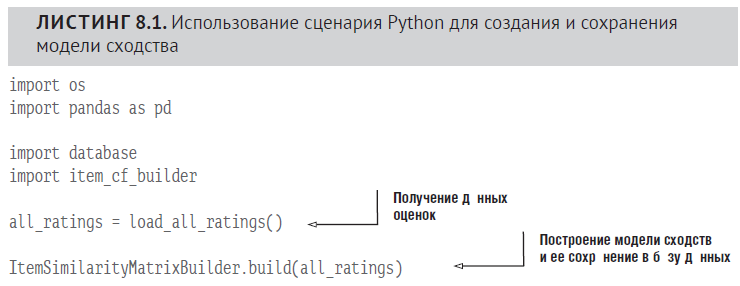 ЛИСТИНГ 8.1. Использование сценария Python для создания и сохранения
модели сходства
import os
import pandas as pd
import database
import item_cf_builder
Получение д нных
оценок
all_ratings = load_all_ratings()
Построение модели сходств
и ее сохр нение в б зу д нных
ItemSimilarityMatrixBuilder.build(all_ratings)